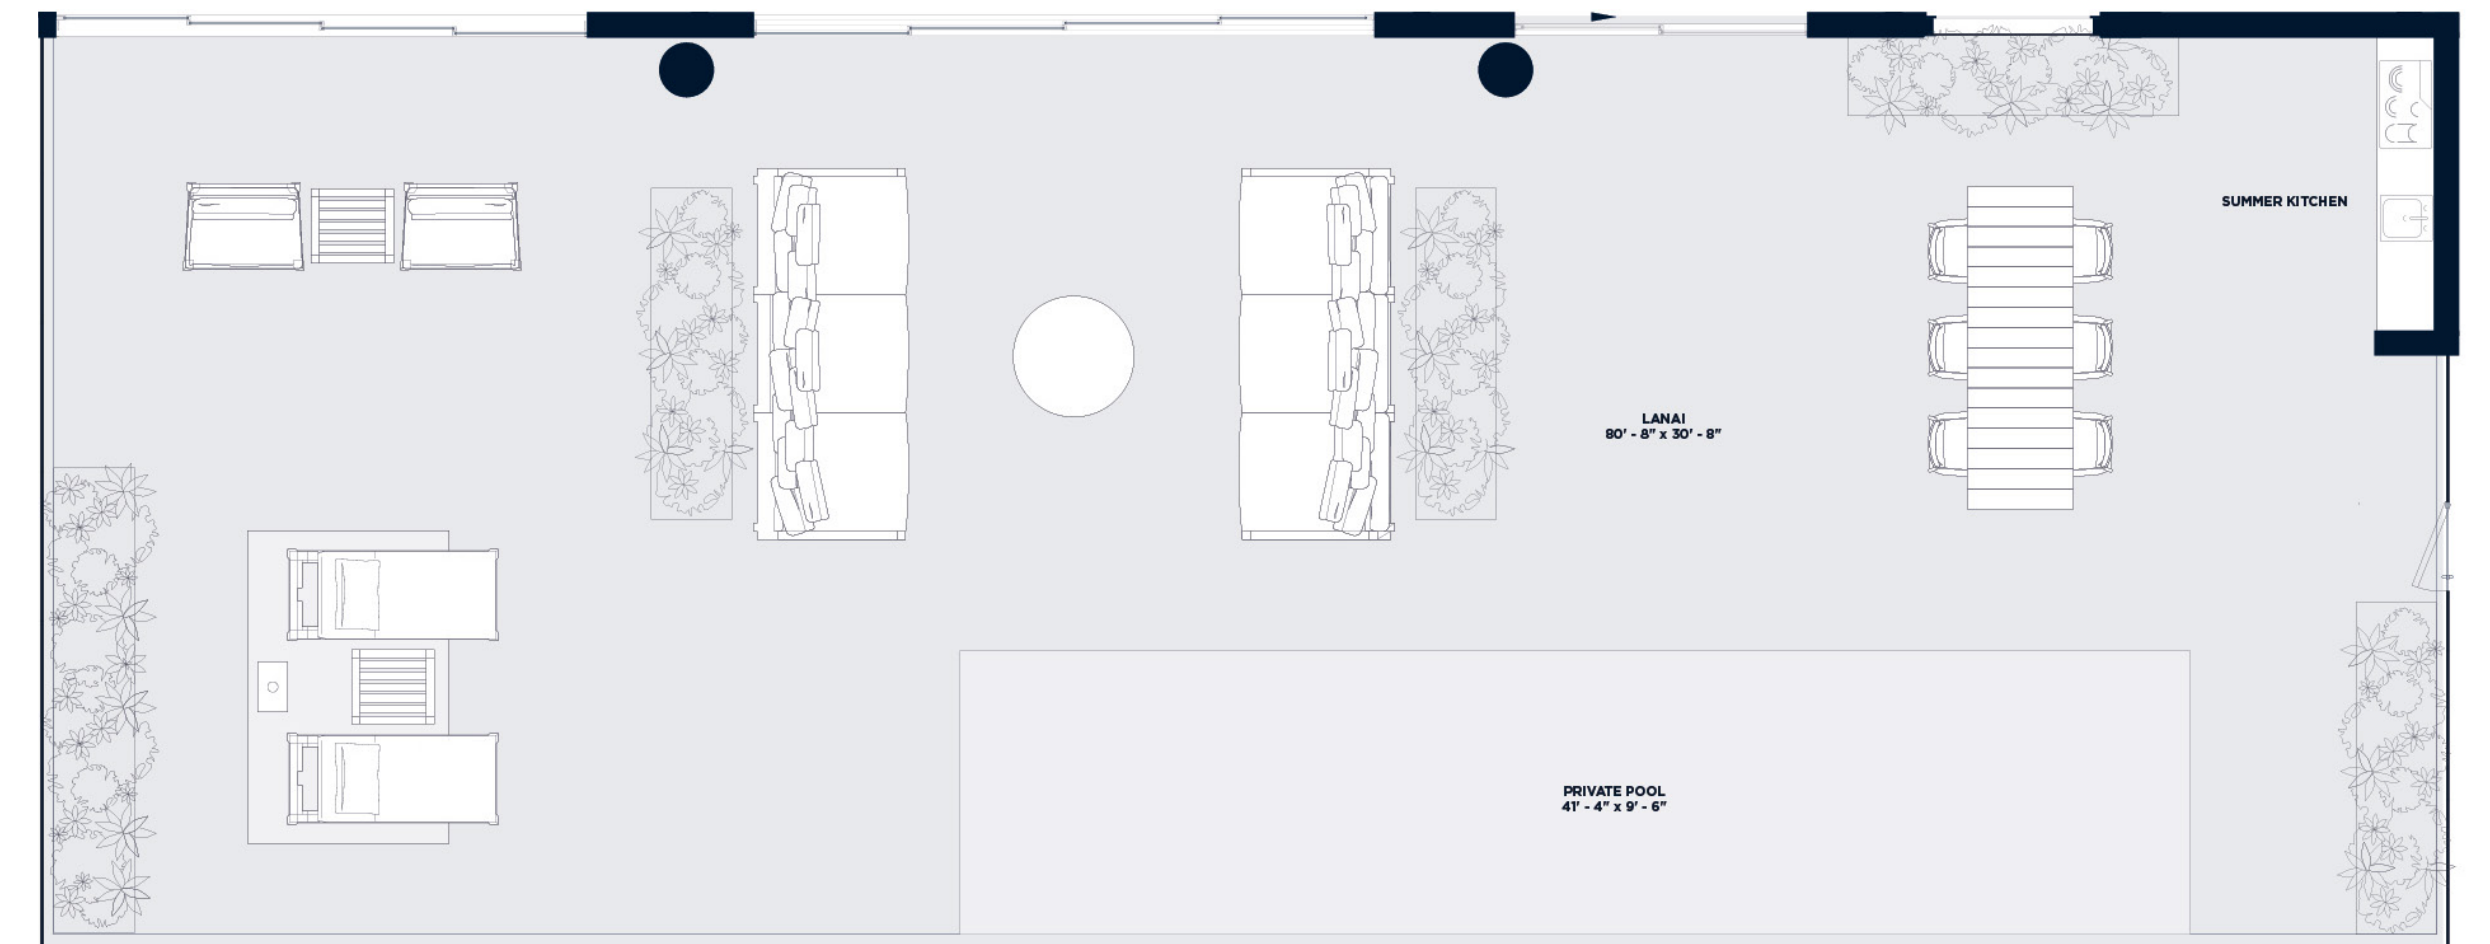 SUMMER KITCHEN
LANAI
80' - 8" x 30' - 8"
PRIVATE POOL
41' - 4" x 9' - 6"